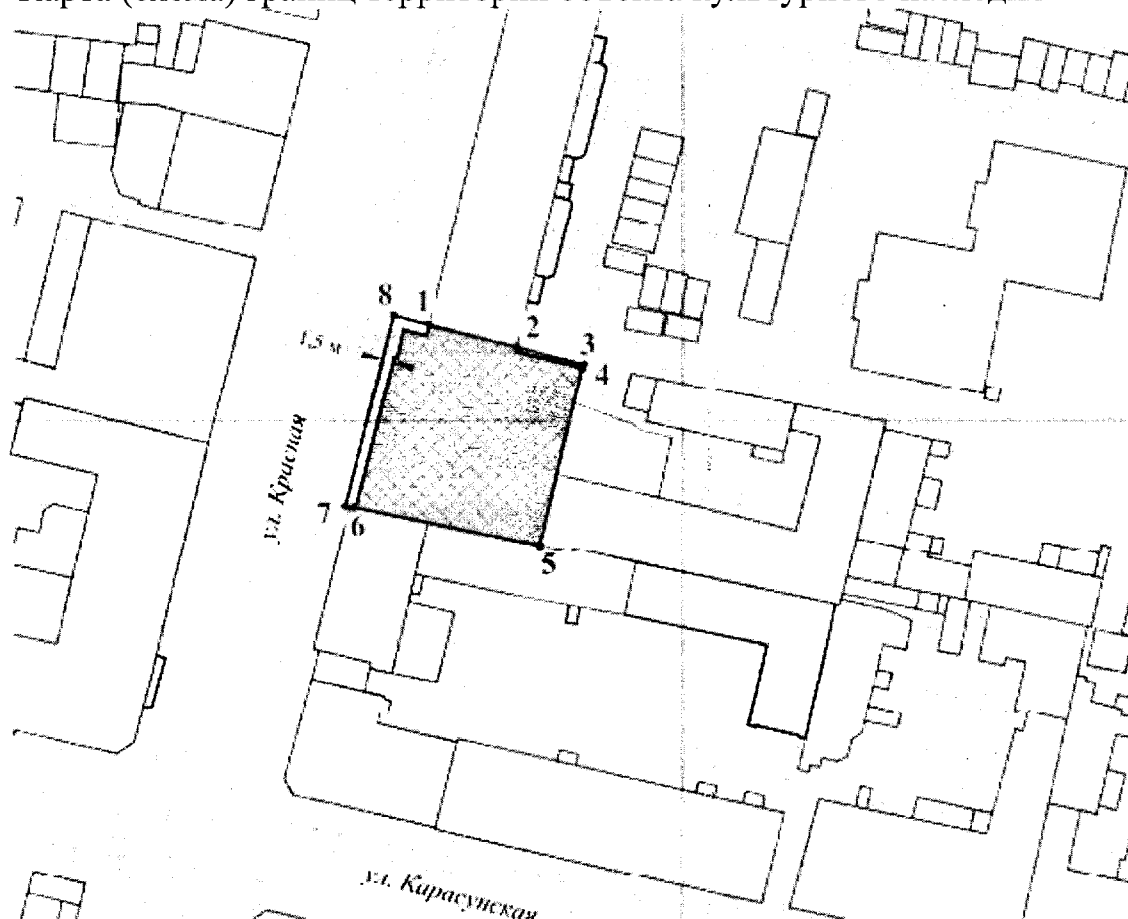 Карта (схема) границ территории объекта культурного наследия
8
1
2
3
4
1,5 м
ул. Красная
7
6
5
ул. Карасунская